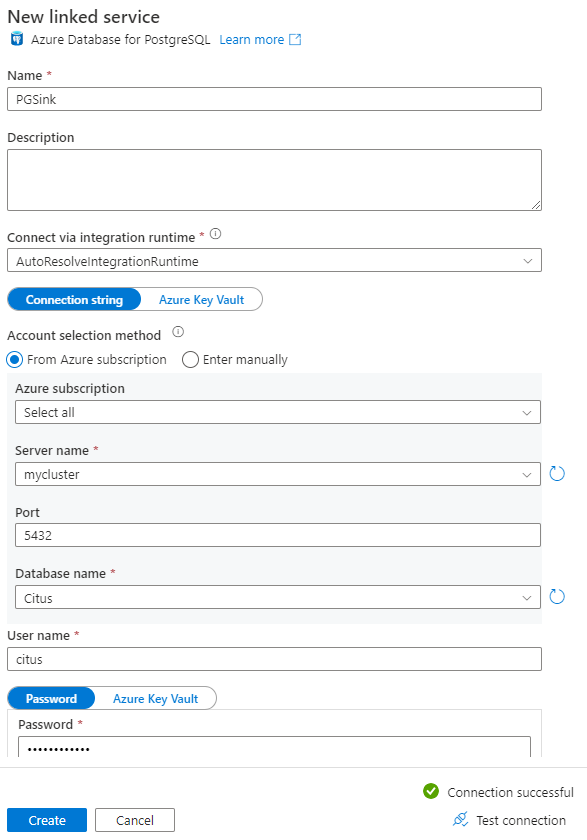 New linked service
Azure Database for PostgreSQL Learn more
Name *
PGSink
Description
Connect via integration runtime *
AutoResolveIntegrationRuntime
Connection string Azure Key Vault
Account selection method
From Azure subscription Enter manually
Azure subscription
Select all
Server name *
mycluster
Port
5432
Database name *
Citus
User name *
citus
Password Azure Key Vault
Password *
••••••••••••
Connection successful
Create Cancel Test connection